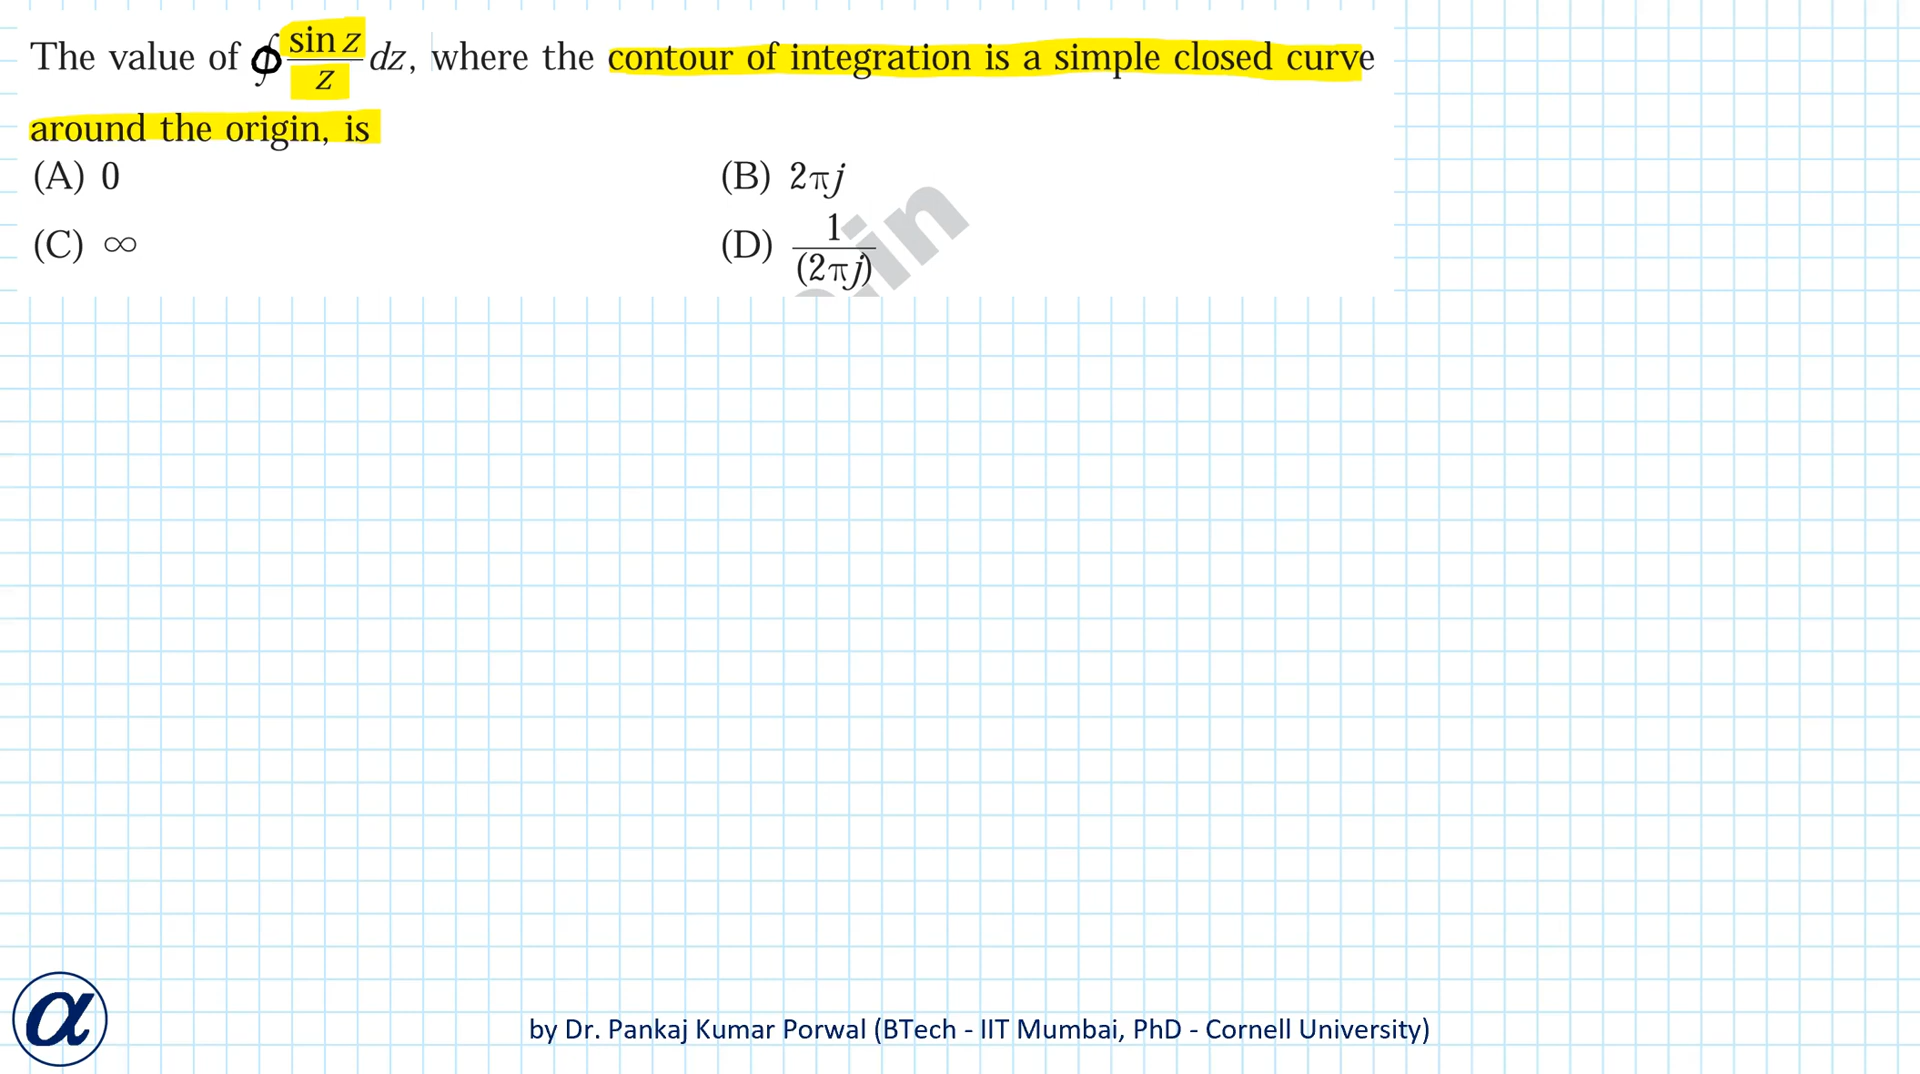 The value of ∮ sin z / z dz, where the contour of integration is a simple closed curve
around the origin, is
(A) 0
(B) 2πj
(C) ∞
(D) 1 / (2πj)
.in
α
by Dr. Pankaj Kumar Porwal (BTech - IIT Mumbai, PhD - Cornell University)